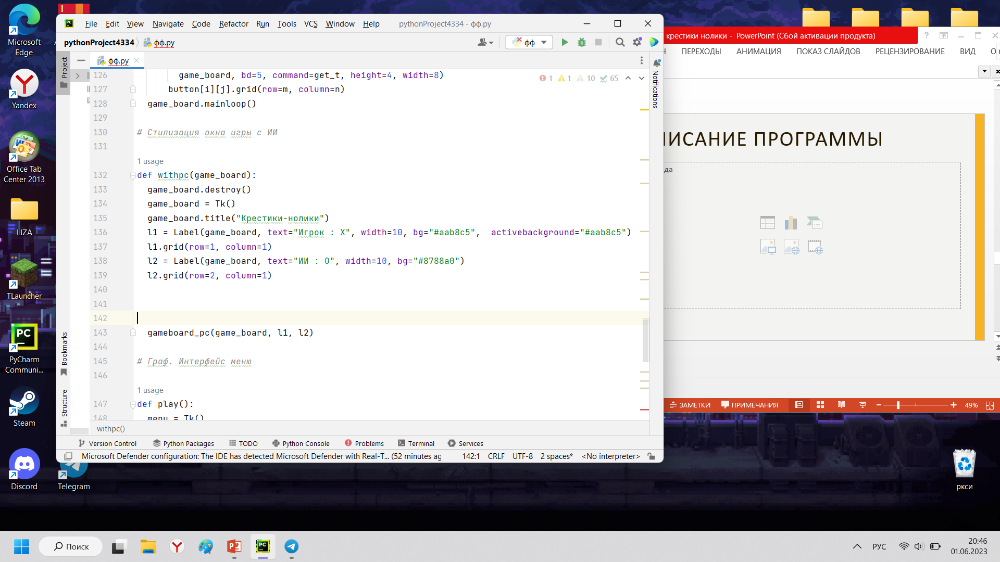 Microsoft
Edge
Yandex
Office Tab
Center 2013
LIZA
TLauncher
PyCharm
Communi...
Steam
Discord
Telegram
File Edit View Navigate Code Refactor Run Tools VCS Window Help pythonProject4334 - фф.py
pythonProject4334 фф.py
фф
Project
фф.py
1 1 10 65
Notifications
126 game_board, bd=5, command=get_t, height=4, width=8)
127 button[i][j].grid(row=m, column=n)
128 game_board.mainloop()
129
130 # Стилизация окна игры с ИИ
131
1 usage
132 def withpc(game_board):
133 game_board.destroy()
134 game_board = Tk()
135 game_board.title("Крестики-нолики")
136 l1 = Label(game_board, text="Игрок : X", width=10, bg="#aab8c5",  activebackground="#aab8c5")
137 l1.grid(row=1, column=1)
138 l2 = Label(game_board, text="ИИ : O", width=10, bg="#8788a0")
139 l2.grid(row=2, column=1)
140
141
142
143 gameboard_pc(game_board, l1, l2)
144
145 # Граф. Интерфейс меню
146
1 usage
147 def play():
148 menu = Tk()
Bookmarks
Structure
withpc()
Version Control Python Packages TODO Python Console Problems Terminal Services
Microsoft Defender configuration: The IDE has detected Microsoft Defender with Real-T... (52 minutes ag 142:1 CRLF UTF-8 2 spaces* <No interpreter>
крестики нолики - PowerPoint (Сбой активации продукта)
ПЕРЕХОДЫ АНИМАЦИЯ ПОКАЗ СЛАЙДОВ РЕЦЕНЗИРОВАНИЕ ВИД
ИСАНИЕ ПРОГРАММЫ
да
ЗАМЕТКИ ПРИМЕЧАНИЯ 49%
ркси
Поиск
РУС
20:46
01.06.2023